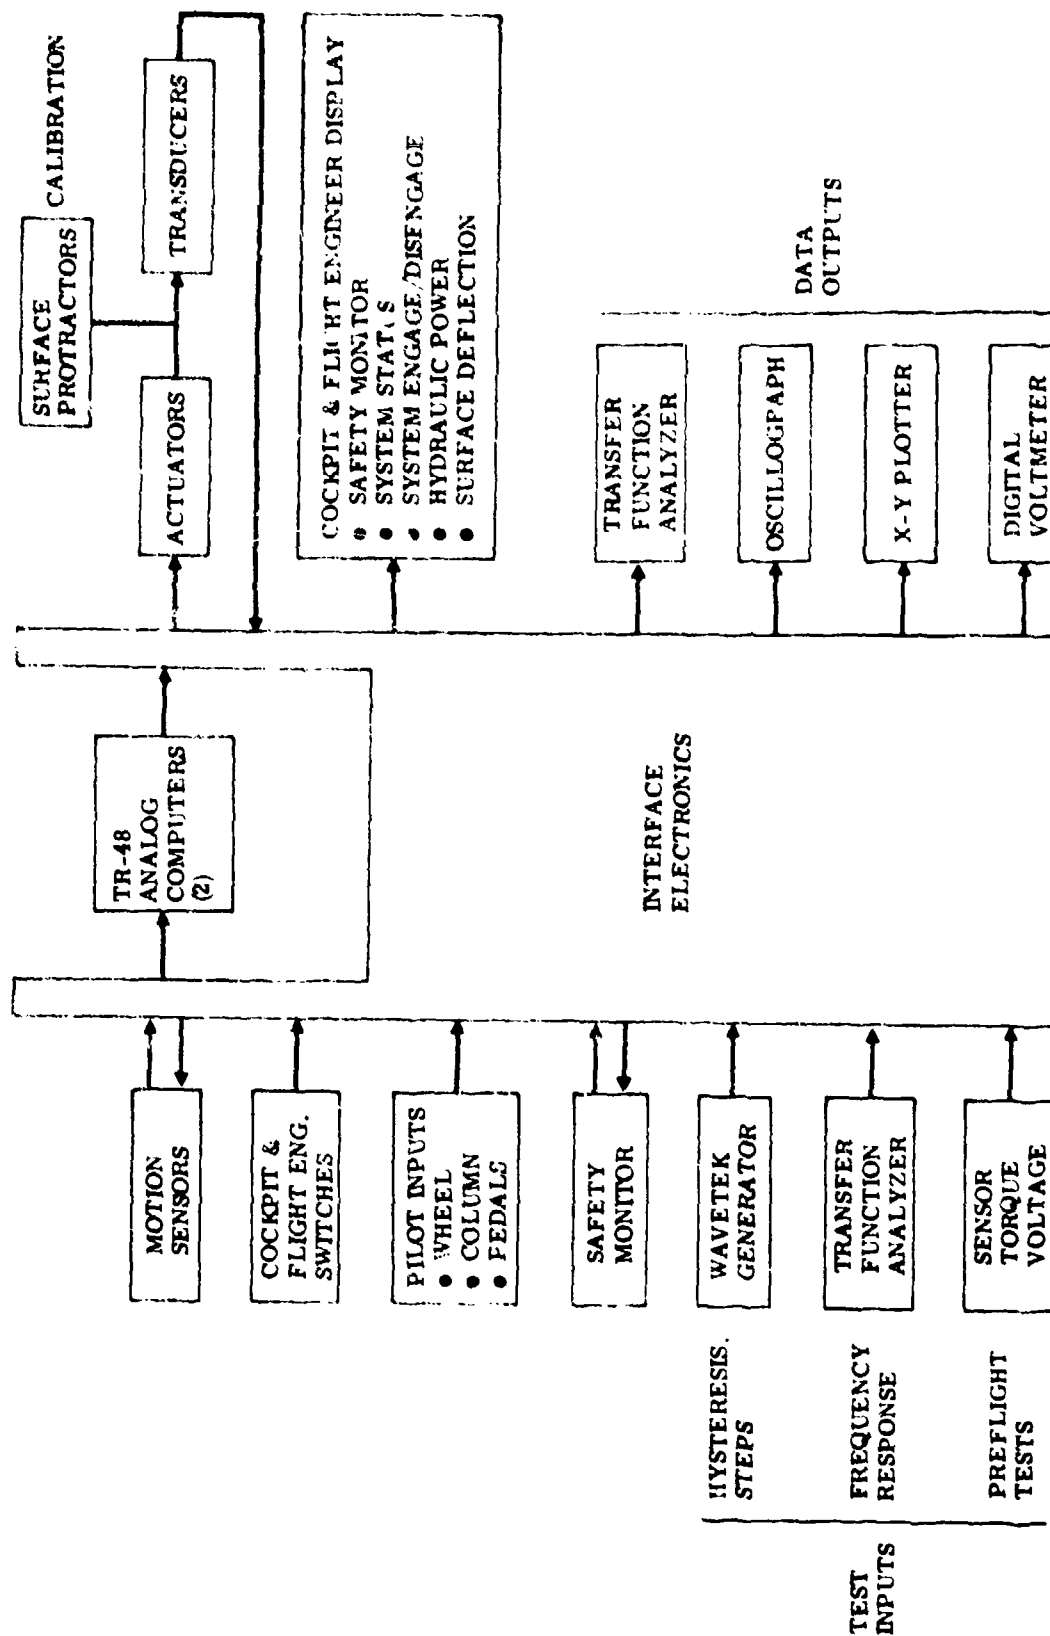 MOTION
SENSORS
COCKPIT &
FLIGHT ENG.
SWITCHES
PILOT INPUTS
● WHEEL
● COLUMN
● PEDALS
SAFETY
MONITOR
HYSTERESIS.
STEPS
WAVETEK
GENERATOR
TEST
INPUTS
FREQUENCY
RESPONSE
TRANSFER
FUNCTION
ANALYZER
PREFLIGHT
TESTS
SENSOR
TORQUE
VOLTAGE
TR-48
ANALOG
COMPUTERS
(2)
INTERFACE
ELECTRONICS
SURFACE
PROTRACTORS
CALIBRATION
ACTUATORS
TRANSDUCERS
COCKPIT & FLIGHT ENGINEER DISPLAY
● SAFETY MONITOR
● SYSTEM STATUS
● SYSTEM ENGAGE/DISENGAGE
● HYDRAULIC POWER
● SURFACE DEFLECTION
TRANSFER
FUNCTION
ANALYZER
OSCILLOGRAPH
X-Y PLOTTER
DIGITAL
VOLTMETER
DATA
OUTPUTS